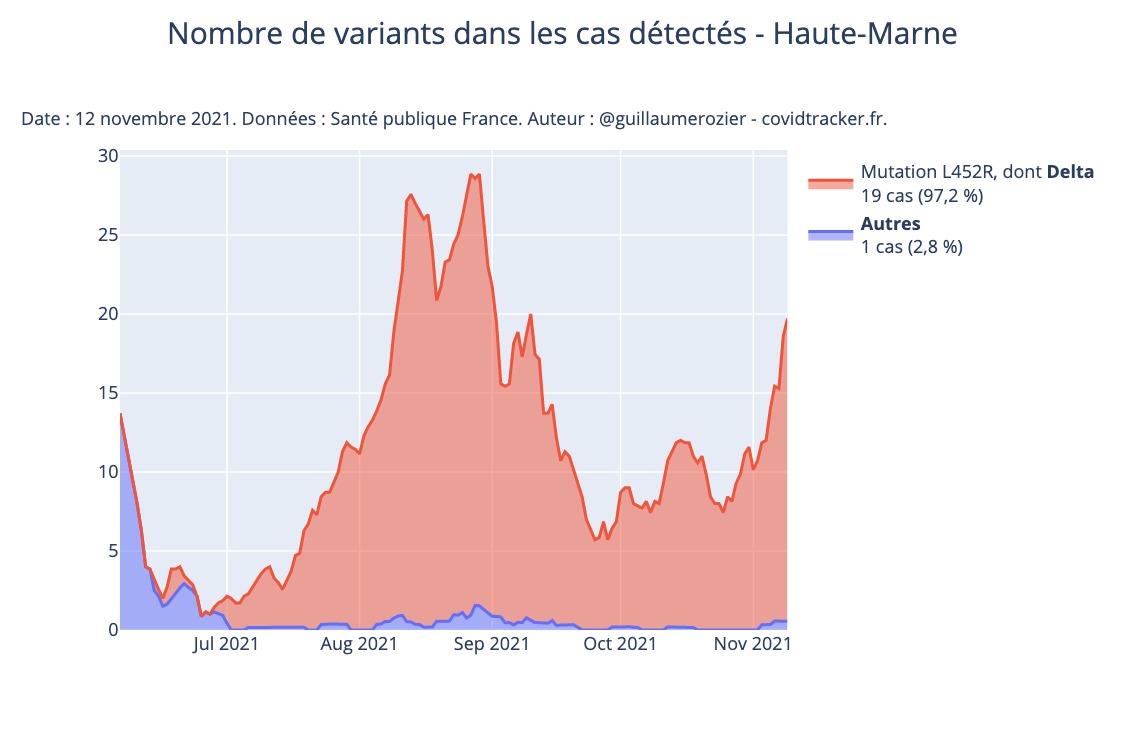 Nombre de variants dans les cas détectés - Haute-Marne
Date : 12 novembre 2021. Données : Santé publique France. Auteur : @guillaumerozier - covidtracker.fr.
30
25
20
15
10
5
0
Jul 2021
Aug 2021
Sep 2021
Oct 2021
Nov 2021
Mutation L452R, dont Delta
19 cas (97,2 %)
Autres
1 cas (2,8 %)